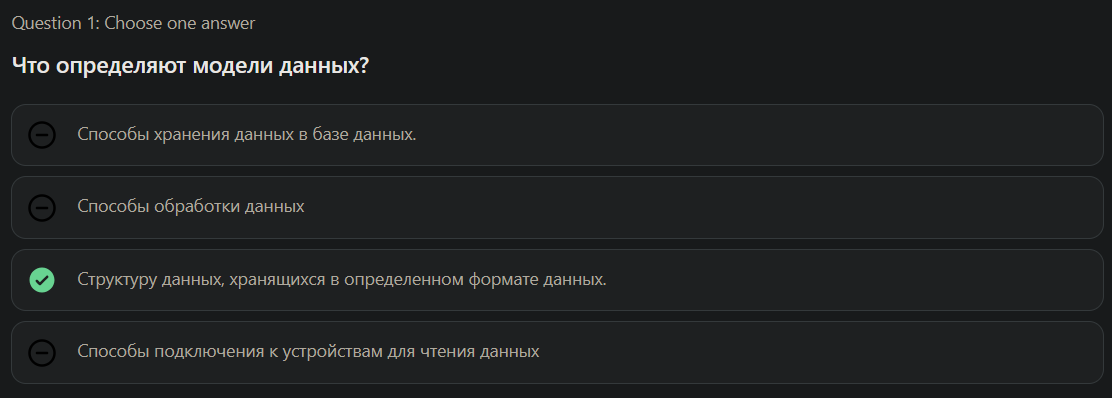 Question 1: Choose one answer
Что определяют модели данных?
Способы хранения данных в базе данных.
Способы обработки данных
Структуру данных, хранящихся в определенном формате данных.
Способы подключения к устройствам для чтения данных